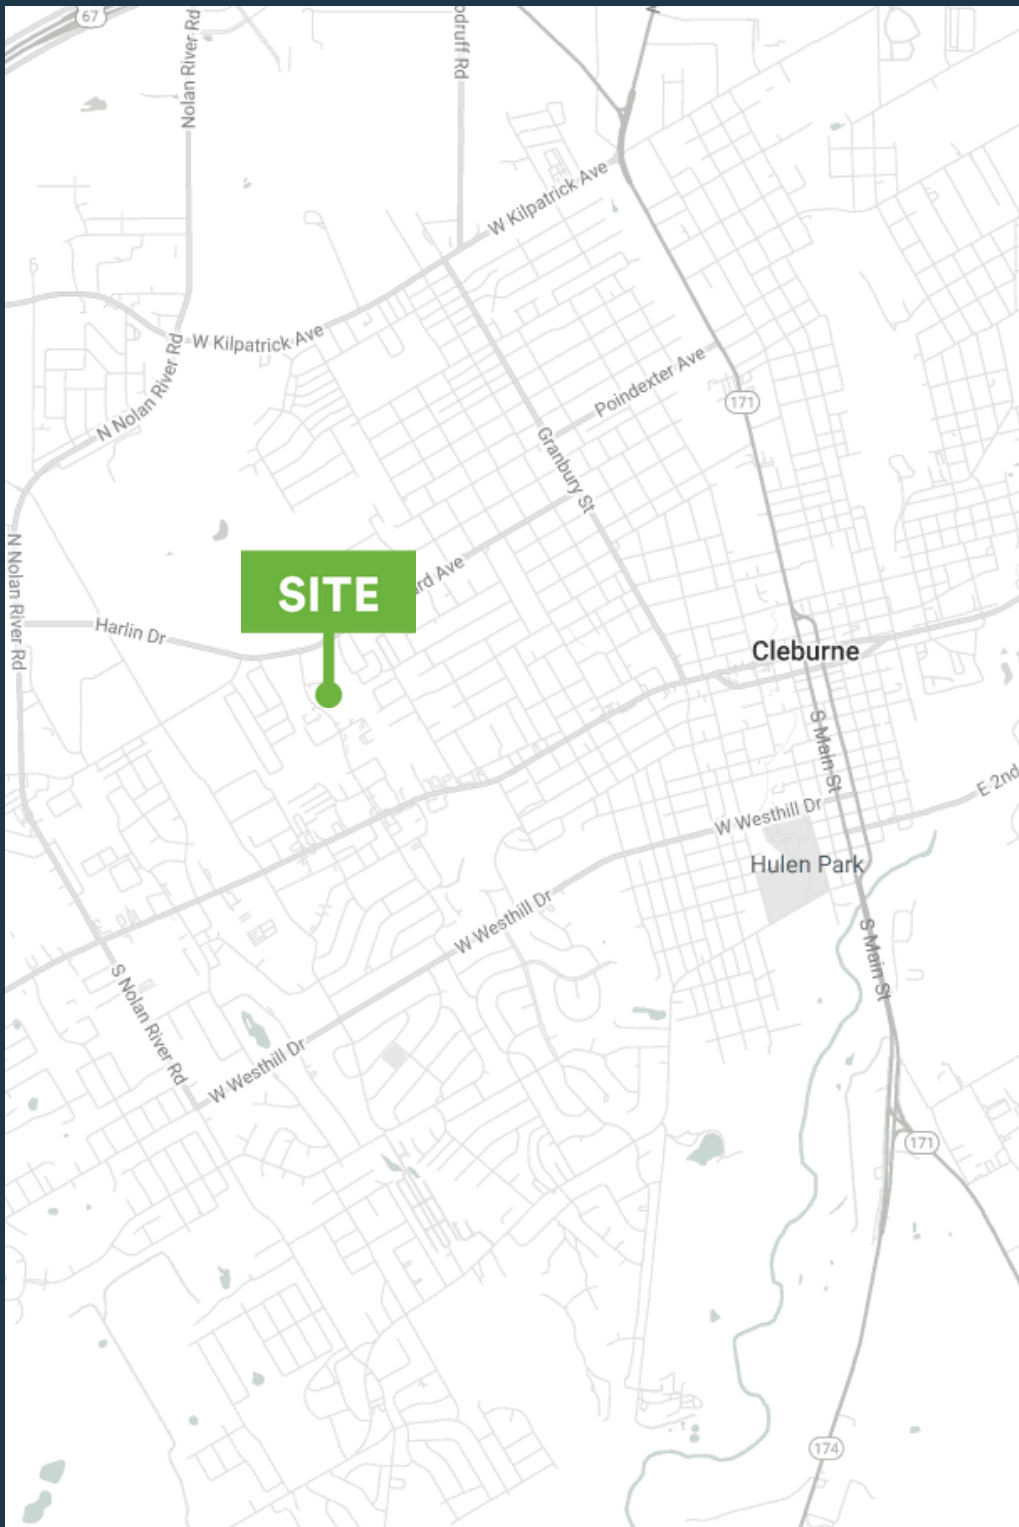 67
Nolan River Rd
W Kilpatrick Ave
W Kilpatrick Ave
N Nolan River Rd
Poindexter Ave
171
Granbury St
N Nolan River Rd
SITE
Ave
Harlin Dr
Cleburne
S Main St
E 2nd
W Westhill Dr
Hulen Park
W Westhill Dr
S Main St
S Nolan River Rd
W Westhill Dr
171
174